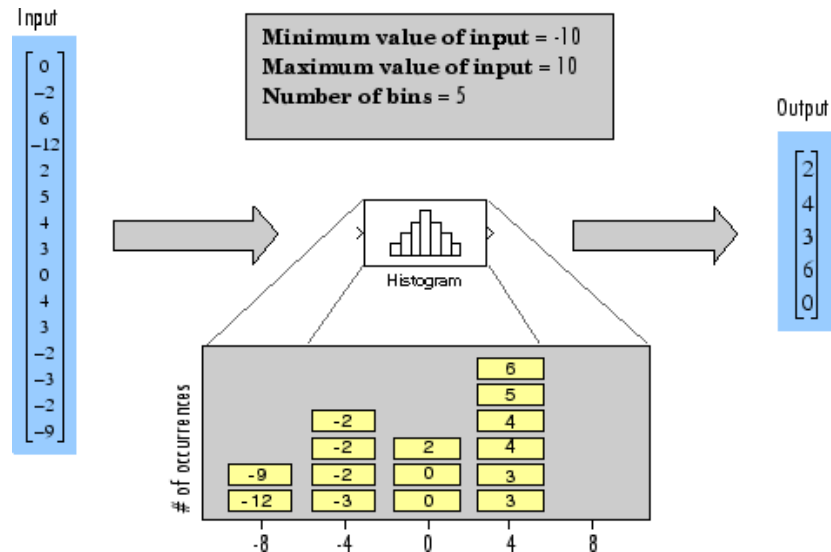 Input
0
-2
6
-12
2
5
4
3
0
4
3
-2
-3
-2
-9
Minimum value of input = -10
Maximum value of input = 10
Number of bins = 5
Output
2
4
3
6
0
Histogram
# of occurrences
6
5
-2 4
-2 2 4
-9 -2 0 3
-12 -3 0 3
-8 -4 0 4 8